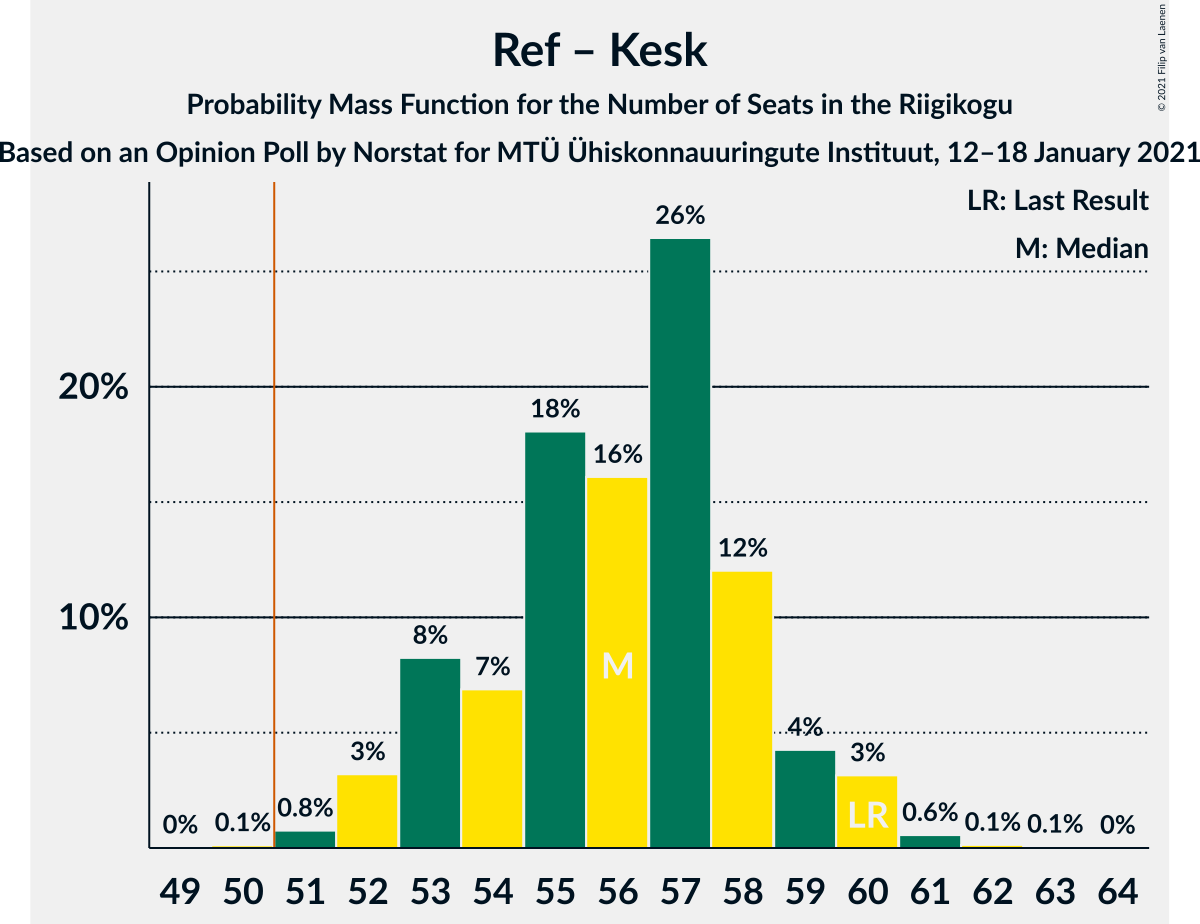 Ref – Kesk
Probability Mass Function for the Number of Seats in the Riigikogu
Based on an Opinion Poll by Norstat for MTÜ Ühiskonnauuringute Instituut, 12–18 January 2021
© 2021 Filip van Laenen
LR: Last Result
M: Median
26%
20%
18%
16%
12%
10%
8%
7%
M
4%
3%
3%
0%
0.1%
0.8%
LR
0.6%
0.1%
0.1%
0%
49 50 51 52 53 54 55 56 57 58 59 60 61 62 63 64